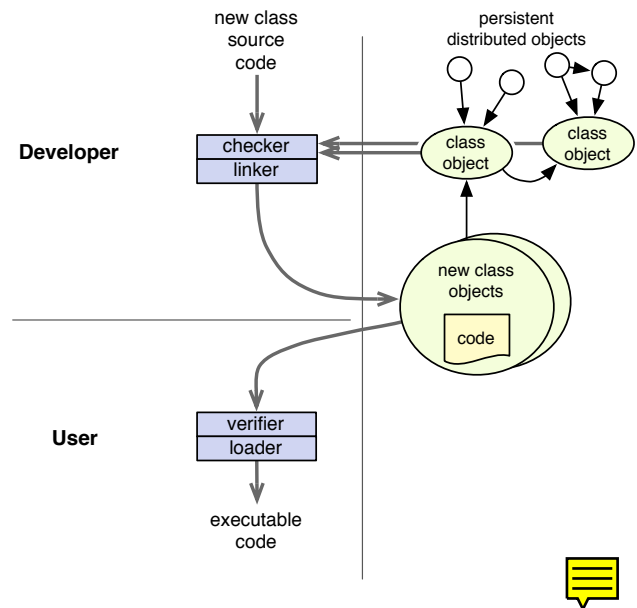 new class
source
code
persistent
distributed objects
Developer
checker
linker
class
object
class
object
new class
objects
code
User
verifier
loader
executable
code